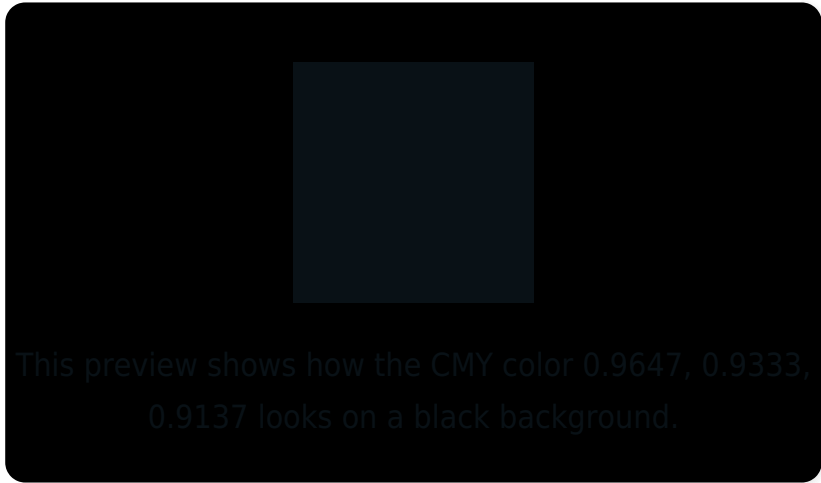 This preview shows how the CMY color 0.9647, 0.9333,
0.9137 looks on a black background.